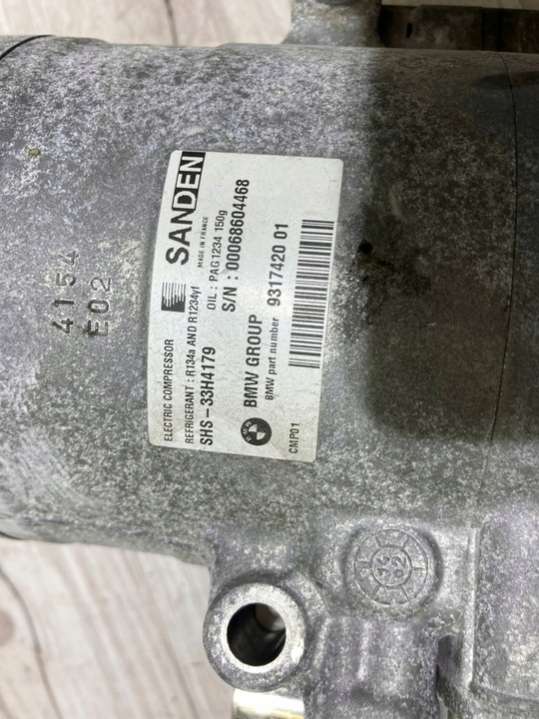 4154
E02
SANDEN
MADE IN FRANCE
ELECTRIC COMPRESSOR
REFRIGERANT : R134a AND R1234yf
OIL : PAG1234 150g
SHS-33H4179
S/N : 00068604468
BMW GROUP
BMW part number
9317420 01
CMP01